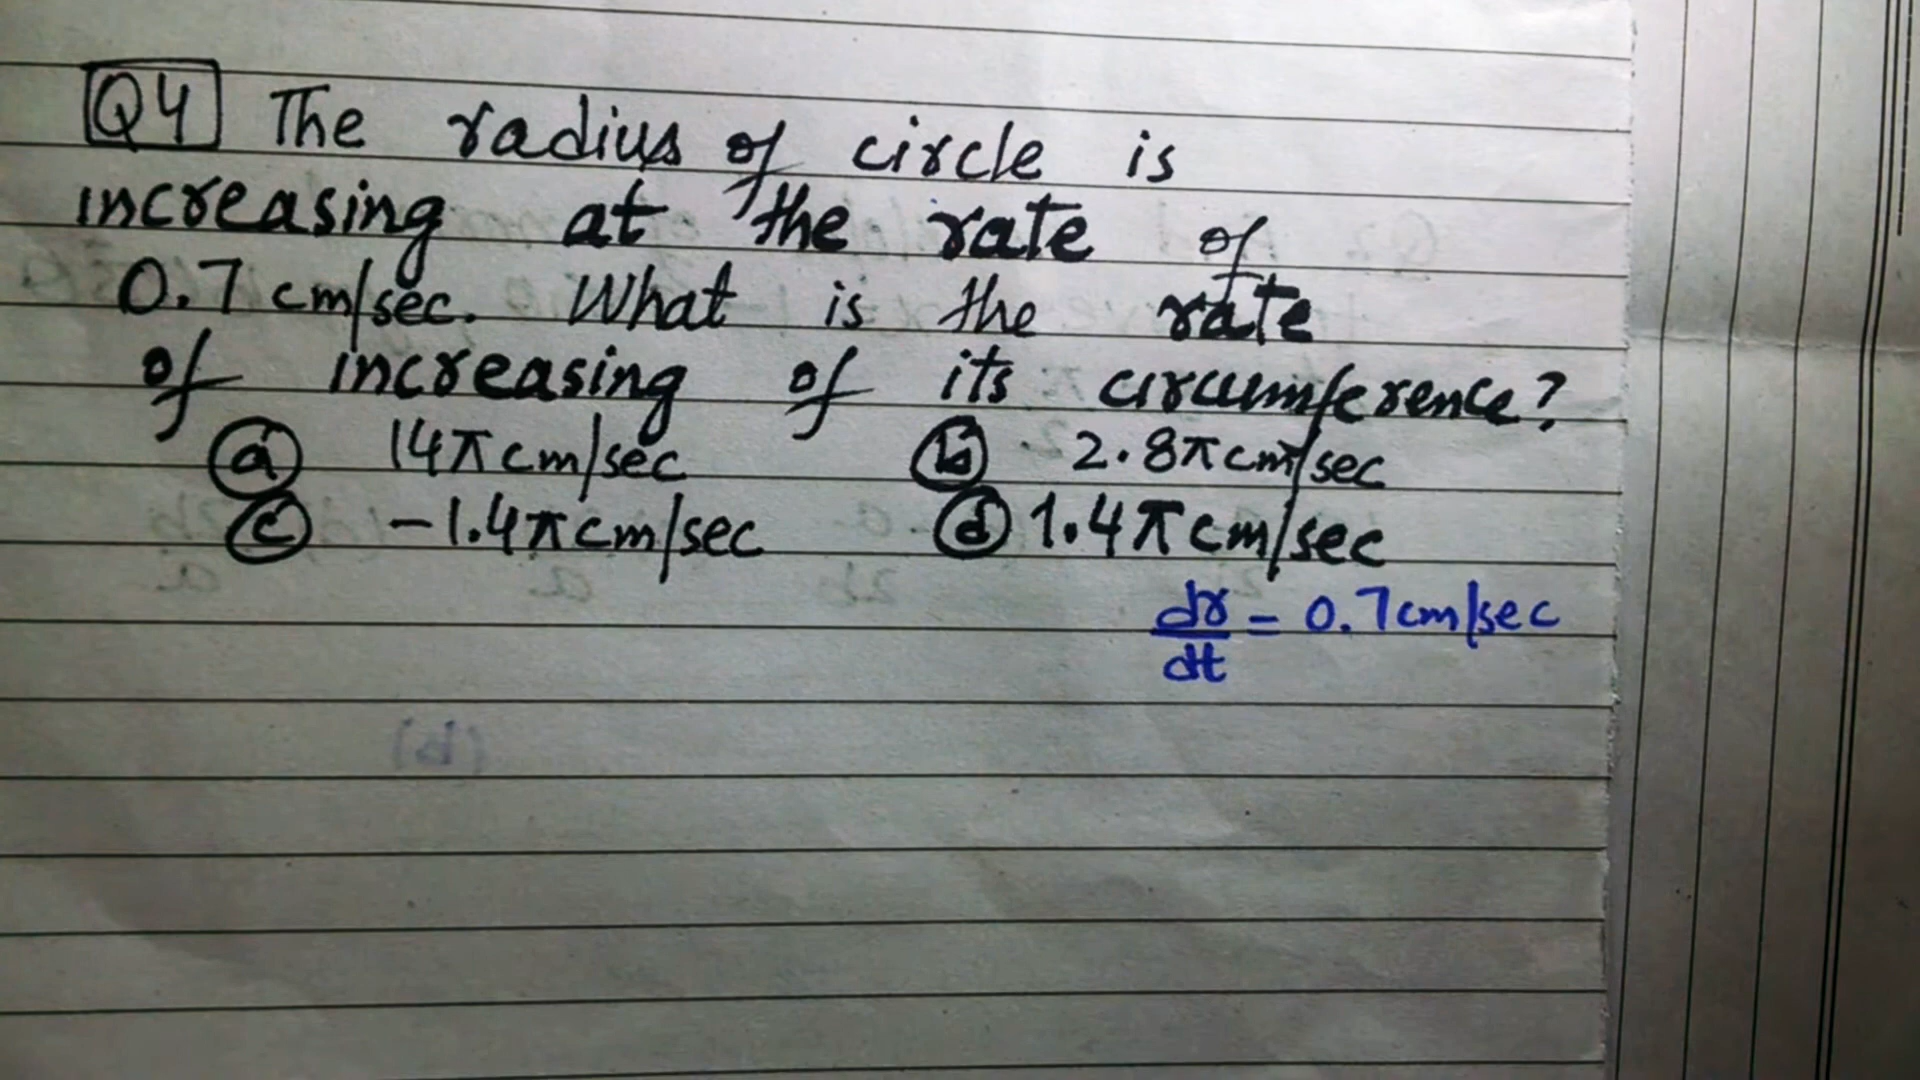 Q4 The radius of circle is
increasing at the rate of
0.7 cm/sec. What is the rate
of increasing of its circumference?
(a) 14π cm/sec (b) 2.8π cm/sec
(c) -1.4π cm/sec (d) 1.4π cm/sec
dr/dt = 0.7 cm/sec
(b)